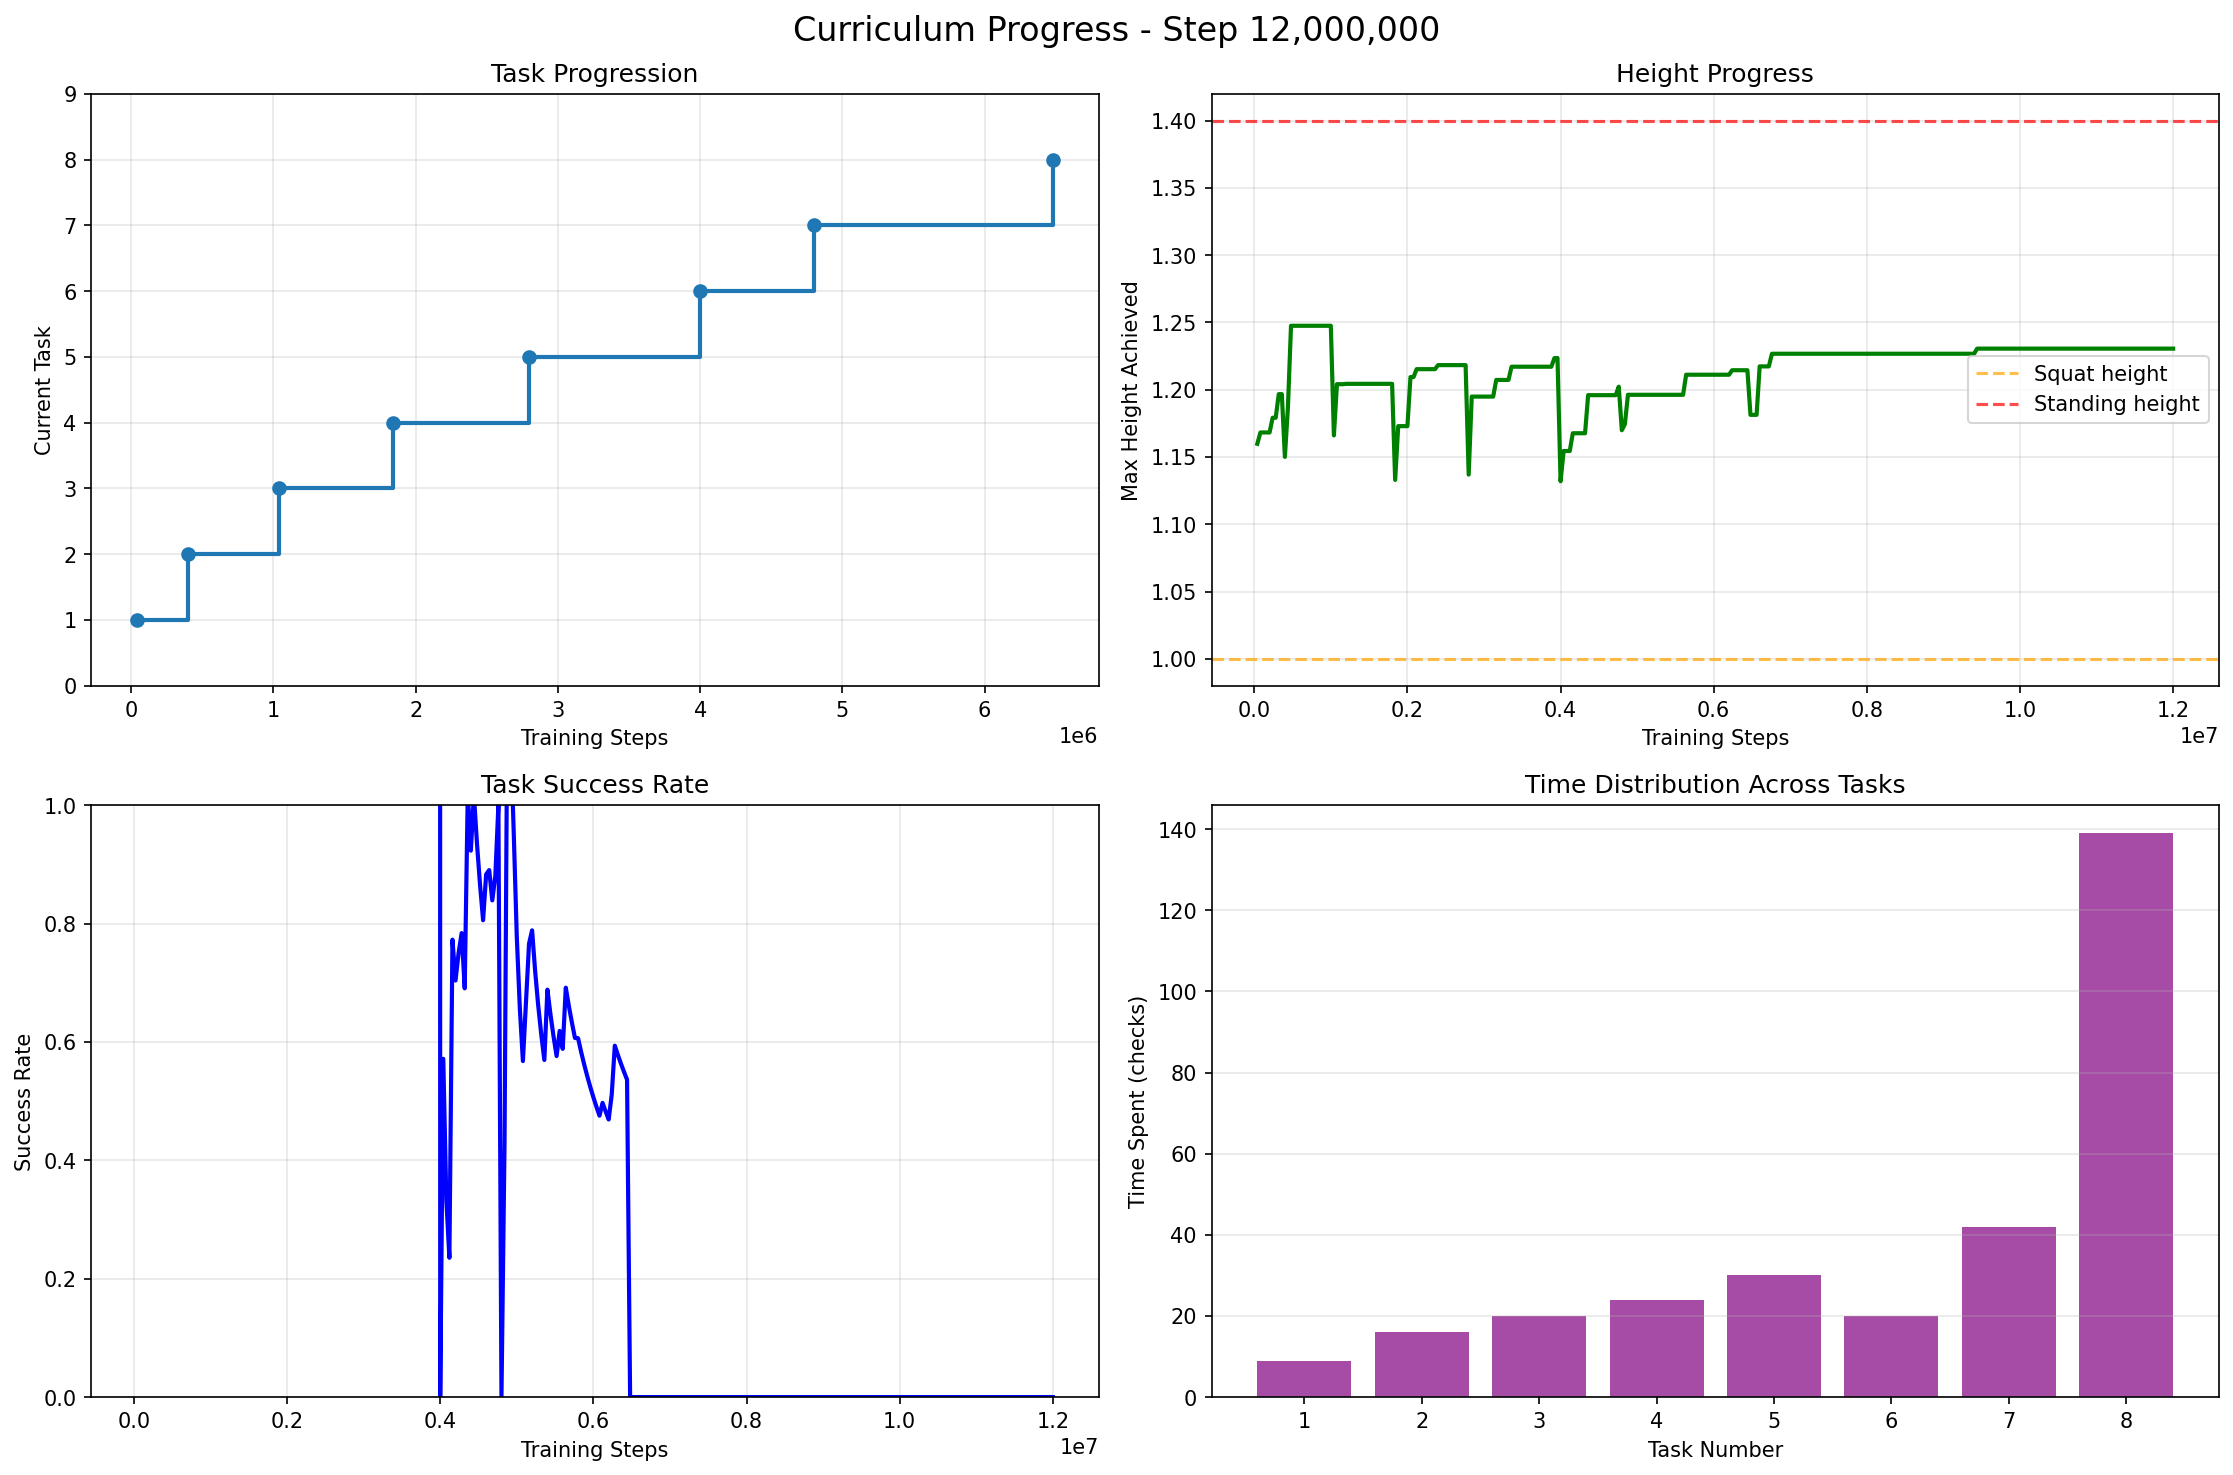 Curriculum Progress - Step 12,000,000
Task Progression
Current Task
9
8
7
6
5
4
3
2
1
0
0 1 2 3 4 5 6
1e6
Training Steps
Height Progress
Max Height Achieved
1.40
1.35
1.30
1.25
1.20
1.15
1.10
1.05
1.00
Squat height
Standing height
0.0 0.2 0.4 0.6 0.8 1.0 1.2
1e7
Training Steps
Task Success Rate
Success Rate
1.0
0.8
0.6
0.4
0.2
0.0
0.0 0.2 0.4 0.6 0.8 1.0 1.2
1e7
Training Steps
Time Distribution Across Tasks
Time Spent (checks)
140
120
100
80
60
40
20
0
1 2 3 4 5 6 7 8
Task Number